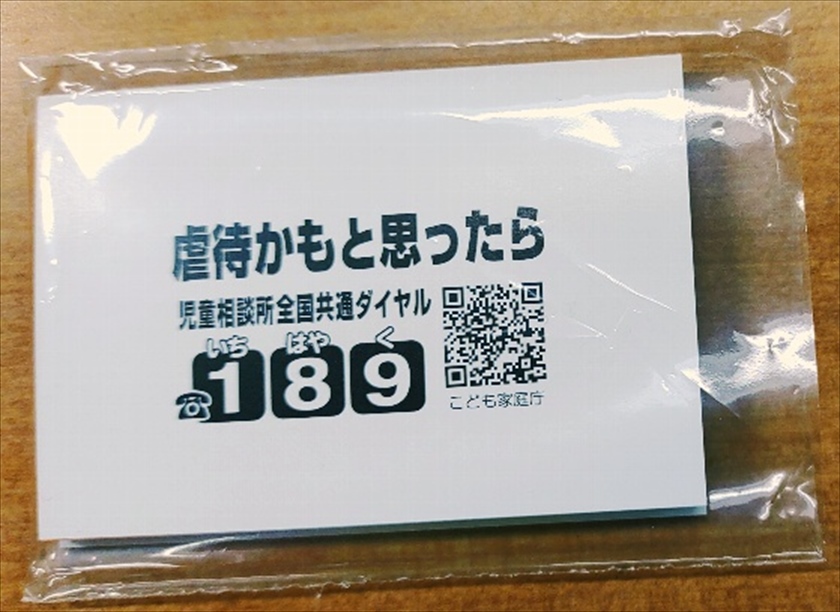 虐待かもと思ったら
児童相談所全国共通ダイヤル
いち はや く
189
こども家庭庁